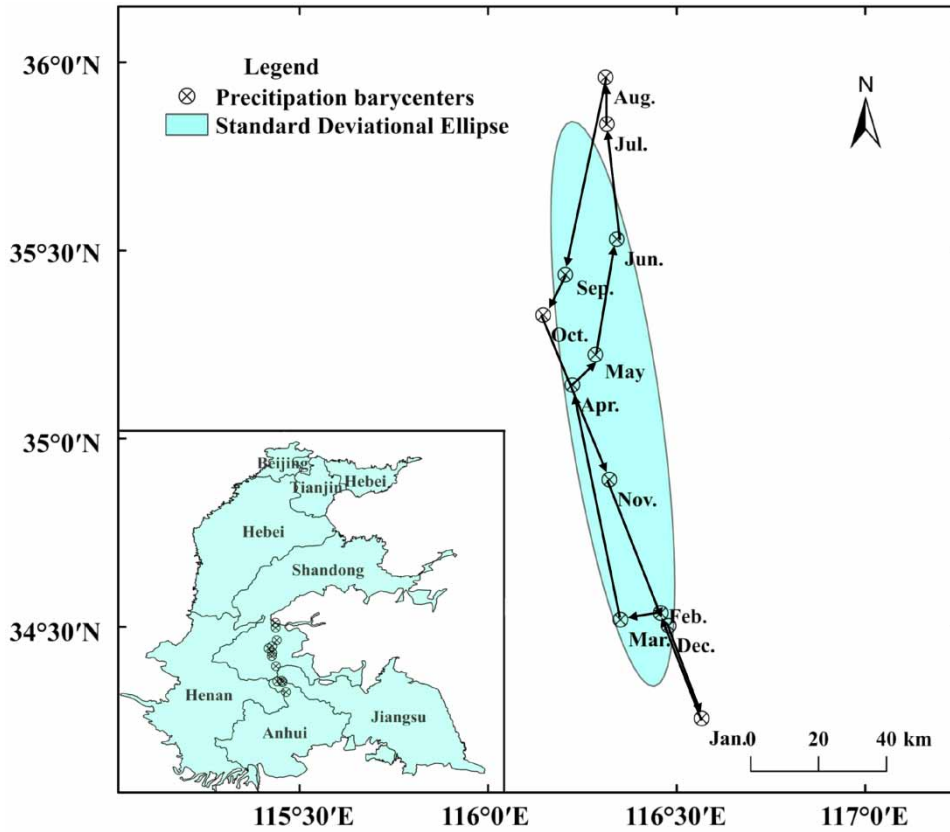 36°0′N
35°30′N
35°0′N
34°30′N
Legend
Precitipation barycenters
Standard Deviational Ellipse
N
Aug.
Jul.
Jun.
Sep.
Oct.
May
Apr.
Nov.
Feb.
Mar.
Dec.
Jan.
0 20 40 km
Beijing
Tianjin
Hebei
Hebei
Shandong
Henan
Anhui
Jiangsu
115°30′E
116°0′E
116°30′E
117°0′E